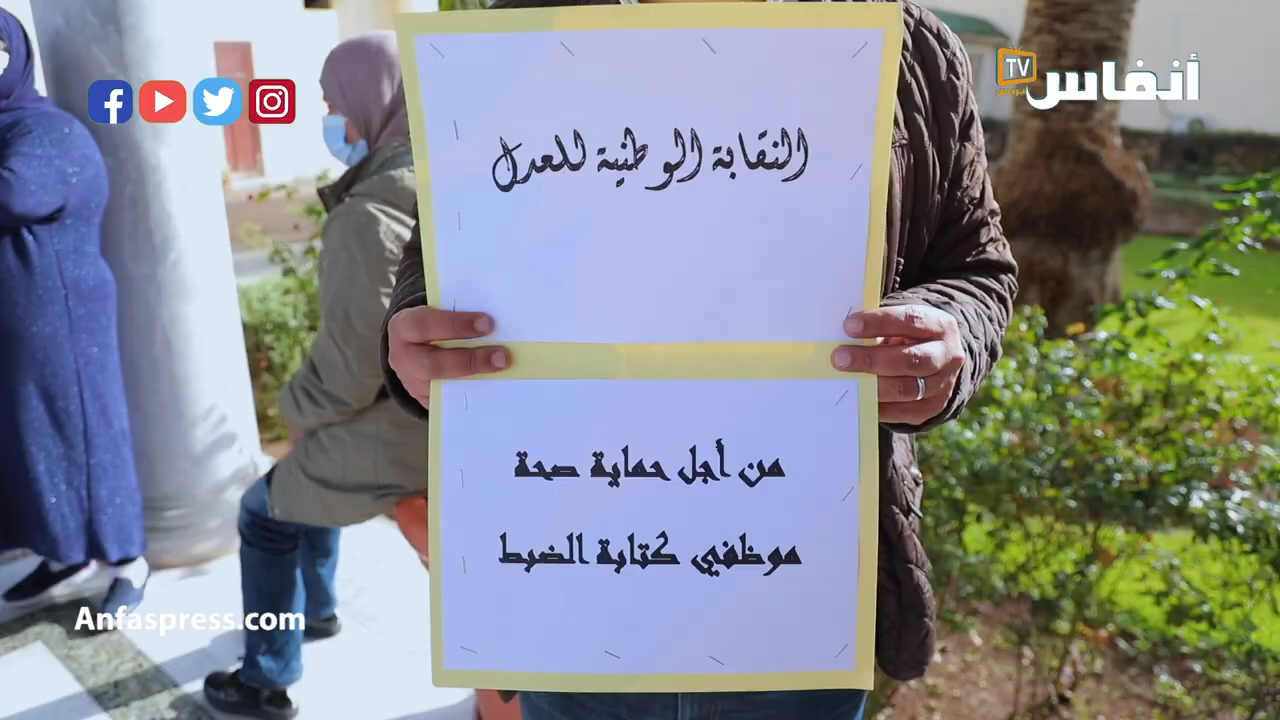 أنفاس
TV
النقابة الوطنية للعدل
من أجل حماية صحة
موظفي كتابة الضبط
Anfaspress.com